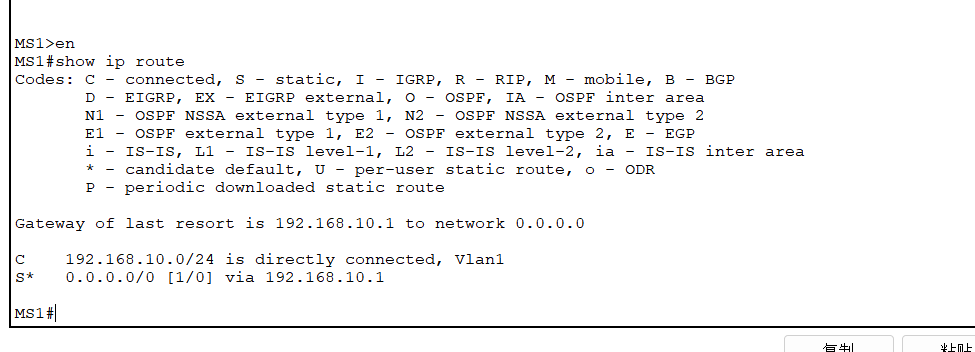 MS1>en
MS1#show ip route
Codes: C - connected, S - static, I - IGRP, R - RIP, M - mobile, B - BGP
       D - EIGRP, EX - EIGRP external, O - OSPF, IA - OSPF inter area
       N1 - OSPF NSSA external type 1, N2 - OSPF NSSA external type 2
       E1 - OSPF external type 1, E2 - OSPF external type 2, E - EGP
       i - IS-IS, L1 - IS-IS level-1, L2 - IS-IS level-2, ia - IS-IS inter area
       * - candidate default, U - per-user static route, o - ODR
       P - periodic downloaded static route
Gateway of last resort is 192.168.10.1 to network 0.0.0.0
C    192.168.10.0/24 is directly connected, Vlan1
S*   0.0.0.0/0 [1/0] via 192.168.10.1
MS1#
复制 粘贴